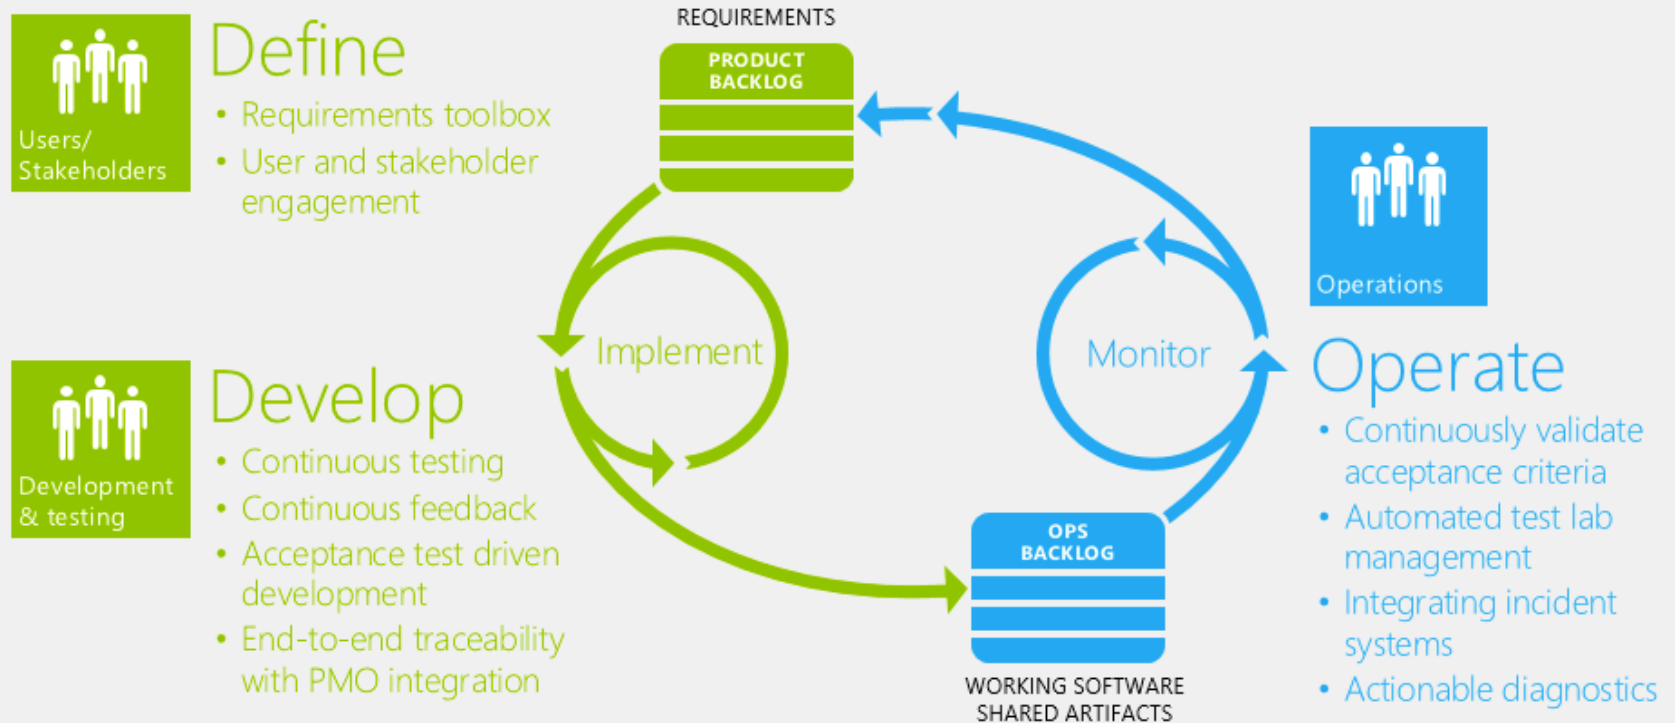 Users/
Stakeholders
Define
• Requirements toolbox
• User and stakeholder
engagement
Development
& testing
Develop
• Continuous testing
• Continuous feedback
• Acceptance test driven
development
• End-to-end traceability
with PMO integration
REQUIREMENTS
PRODUCT
BACKLOG
Implement
Monitor
OPS
BACKLOG
WORKING SOFTWARE
SHARED ARTIFACTS
Operations
Operate
• Continuously validate
acceptance criteria
• Automated test lab
management
• Integrating incident
systems
• Actionable diagnostics